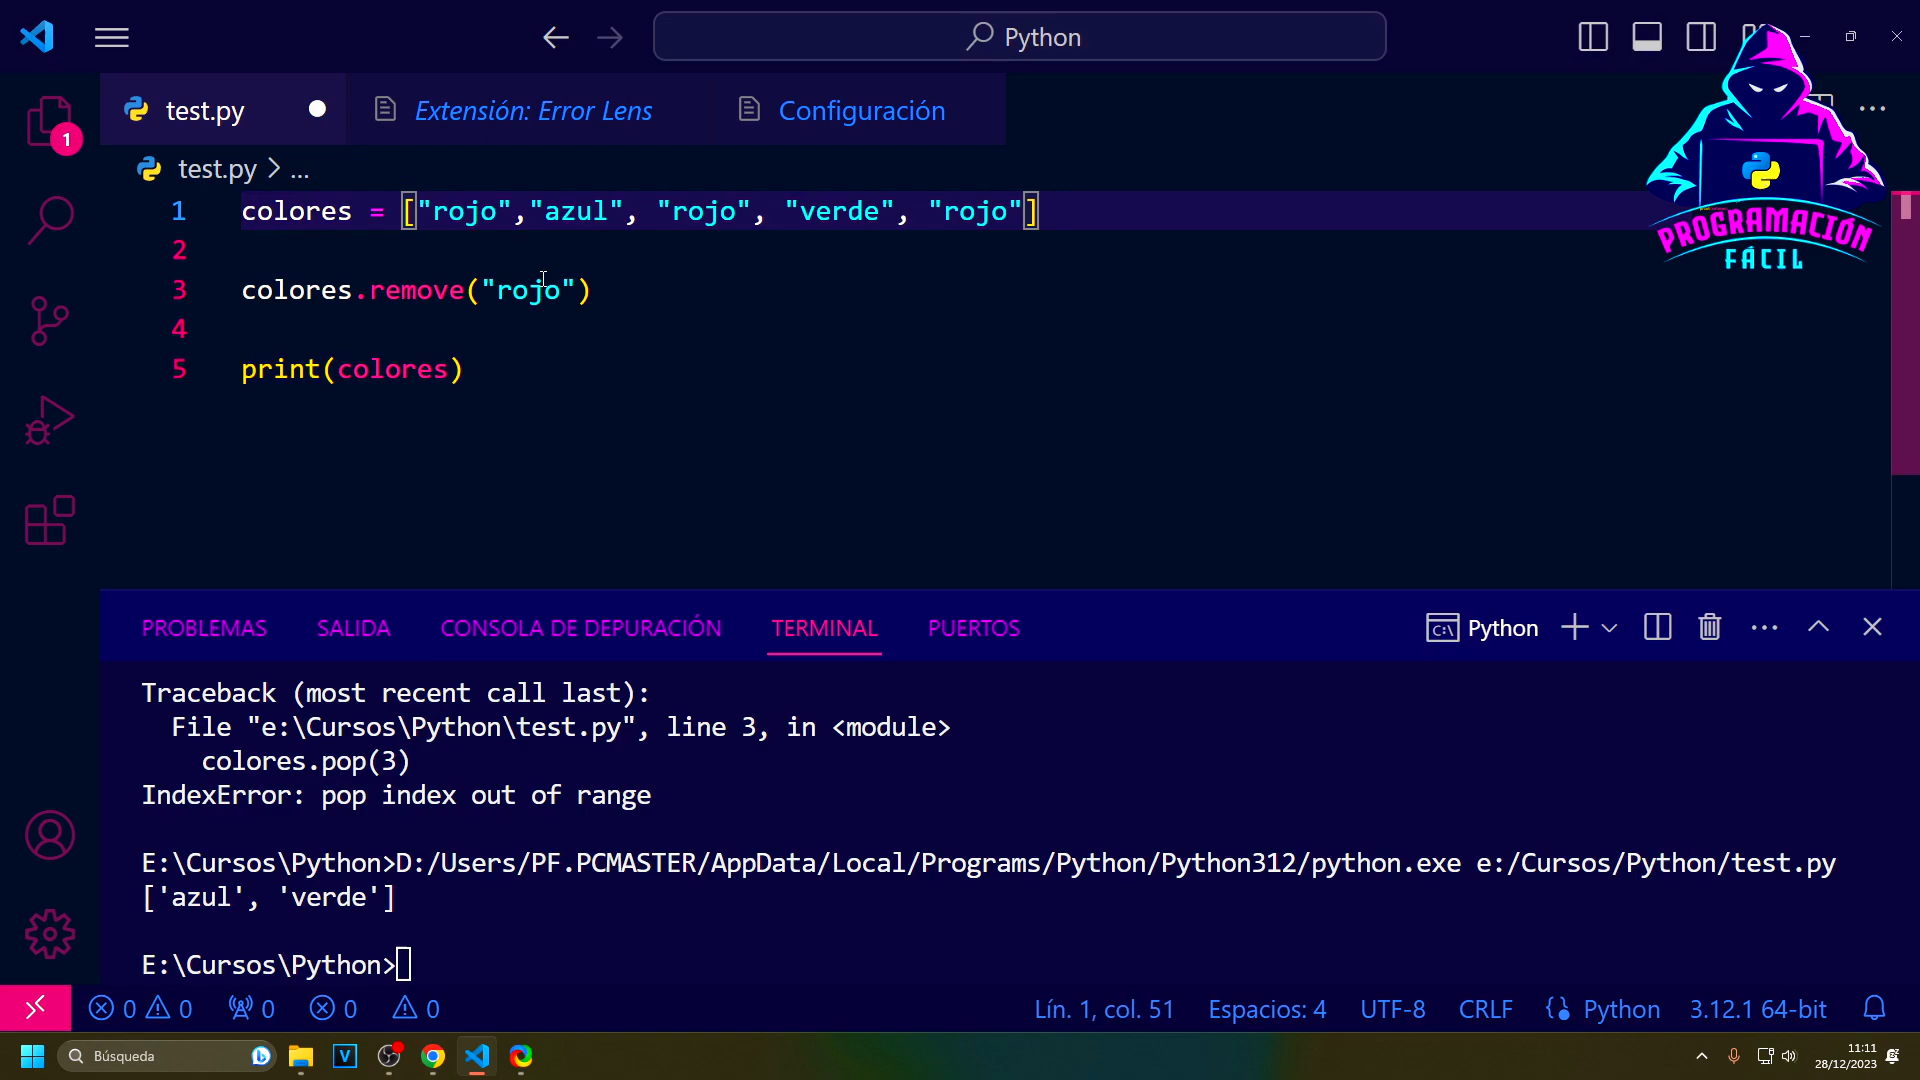 Python
test.py
Extensión: Error Lens
Configuración
1
test.py > ...
1 colores = ["rojo","azul", "rojo", "verde", "rojo"]
2
3 colores.remove("rojo")
4
5 print(colores)
PROGRAMACIÓN
FÁCIL
PROBLEMAS SALIDA CONSOLA DE DEPURACIÓN TERMINAL PUERTOS
Python
Traceback (most recent call last):
File "e:\Cursos\Python\test.py", line 3, in <module>
colores.pop(3)
IndexError: pop index out of range
E:\Cursos\Python>D:/Users/PF.PCMASTER/AppData/Local/Programs/Python/Python312/python.exe e:/Cursos/Python/test.py
['azul', 'verde']
E:\Cursos\Python>
0 0 0 0 0 Lín. 1, col. 51 Espacios: 4 UTF-8 CRLF Python 3.12.1 64-bit
Búsqueda
11:11
28/12/2023